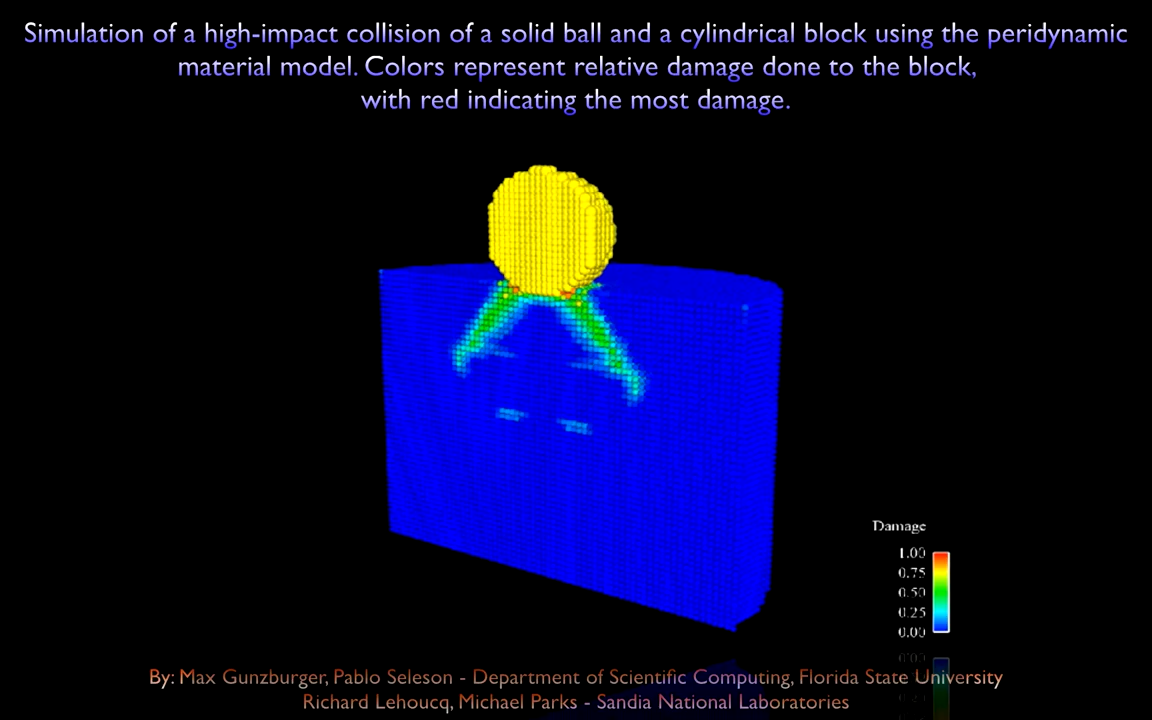 Simulation of a high-impact collision of a solid ball and a cylindrical block using the peridynamic
material model. Colors represent relative damage done to the block,
with red indicating the most damage.
Damage
1.00
0.75
0.50
0.25
0.00
0.00
By: Max Gunzburger, Pablo Seleson - Department of Scientific Computing, Florida State University
Richard Lehoucq, Michael Parks - Sandia National Laboratories